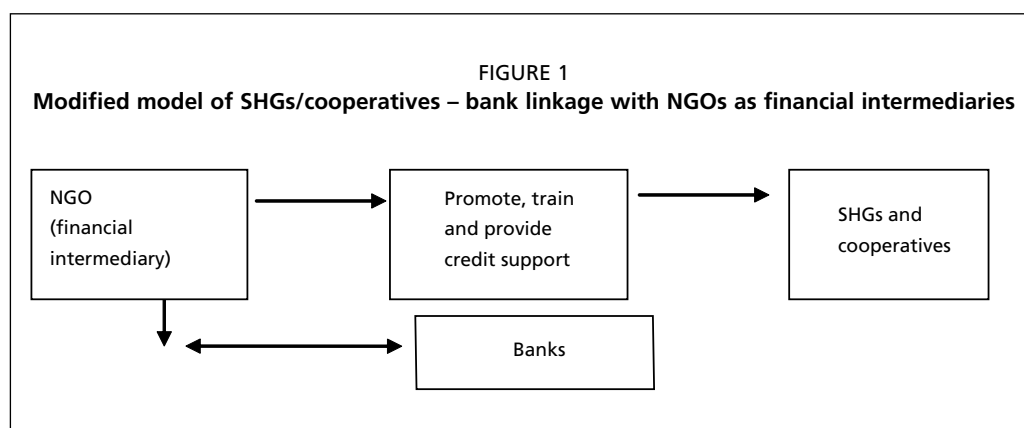 FIGURE 1
Modified model of SHGs/cooperatives – bank linkage with NGOs as financial intermediaries
NGO
(financial
intermediary)
Promote, train
and provide
credit support
SHGs and
cooperatives
Banks